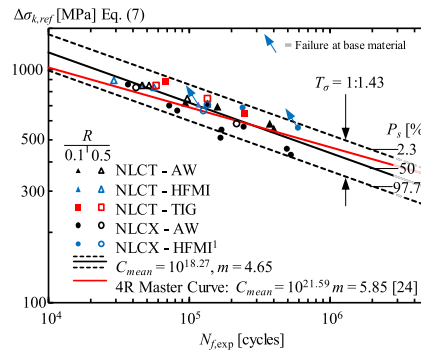 Δσk,ref [MPa] Eq. (7)
1000
= Failure at base material
Tσ = 1:1.43
Ps [%
500
2.3
50
97.7
300
R
0.1 0.5
NLCT - AW
NLCT - HFMI
NLCT - TIG
NLCX - AW
NLCX - HFMI¹
Cmean = 10^18.27, m = 4.65
4R Master Curve: Cmean = 10^21.59 m = 5.85 [24]
100
10^4 10^5 10^6
Nf,exp [cycles]